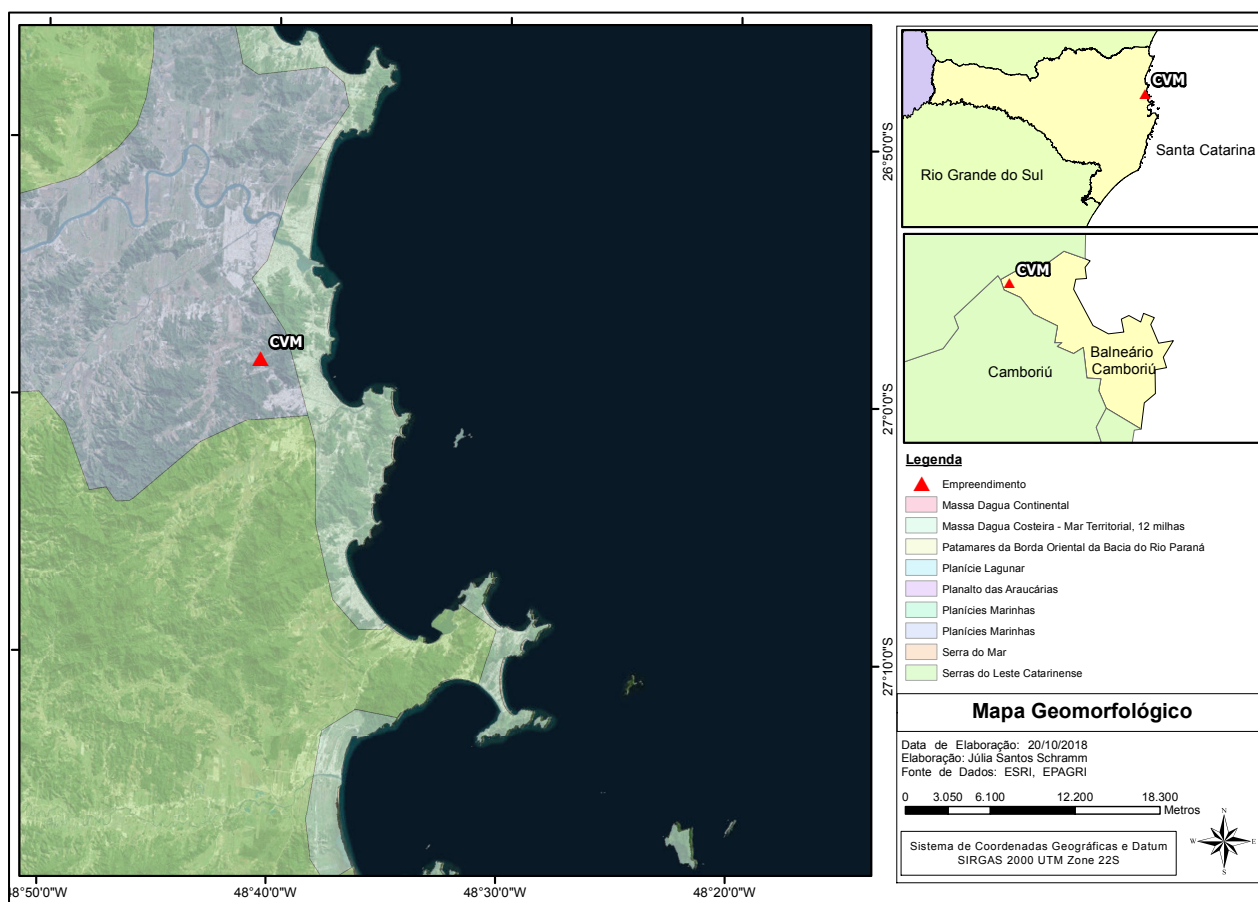 CVM
26°50'0"S
27°0'0"S
27°10'0"S
8°50'0"W
48°40'0"W
48°30'0"W
48°20'0"W
CVM
Santa Catarina
Rio Grande do Sul
CVM
Balneário
Camboriú
Camboriú
Legenda
Empreendimento
Massa Dagua Continental
Massa Dagua Costeira - Mar Territorial, 12 milhas
Patamares da Borda Oriental da Bacia do Rio Paraná
Planície Lagunar
Planalto das Araucárias
Planícies Marinhas
Planícies Marinhas
Serra do Mar
Serras do Leste Catarinense
Mapa Geomorfológico
Data de Elaboração: 20/10/2018
Elaboração: Júlia Santos Schramm
Fonte de Dados: ESRI, EPAGRI
0 3.050 6.100 12.200 18.300
Metros
Sistema de Coordenadas Geográficas e Datum
SIRGAS 2000 UTM Zone 22S
N
W E
S